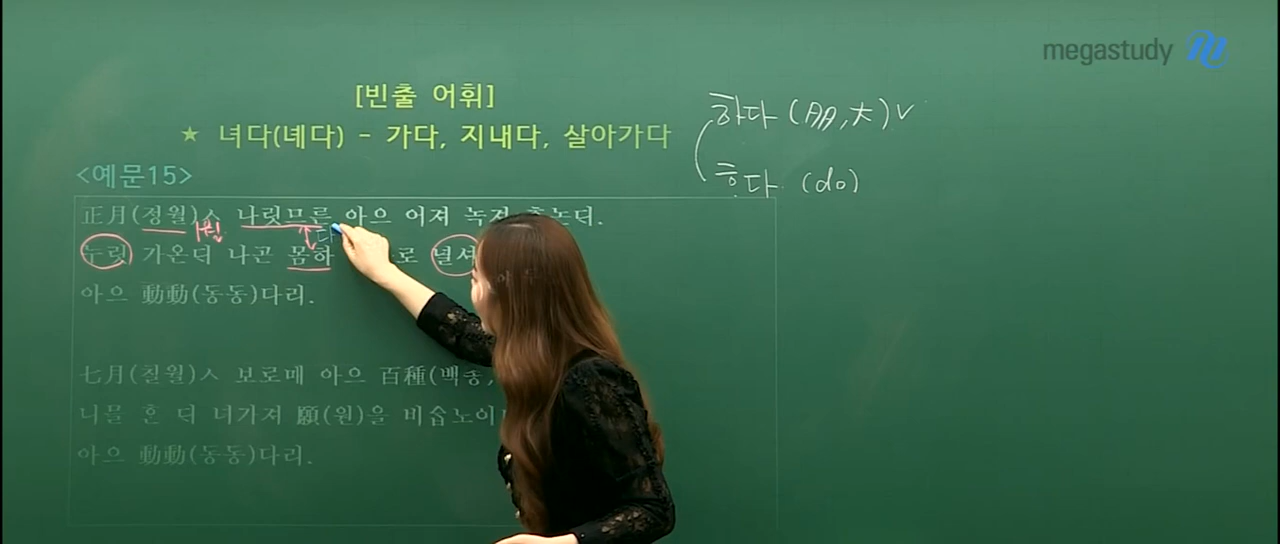 megastudy
[빈출 어휘]
★ 녀다(녜다) - 가다, 지내다, 살아가다
하다 (多, 大) V
ᄒᆞ다 (do)
<예문15>
正月(정월)ㅅ 나릿므른 아으 어져 녹져
누릿 가온ᄃᆡ 나곤 몸하 로 녈셔
아으 動動(동동)다리.
七月(칠월)ㅅ 보로매 아으 百種(백종)
니믈 ᄒᆞᆫ ᄃᆡ 녀가져 願(원)을 비ᅀᆞᆸ노이
아으 動動(동동)다리.